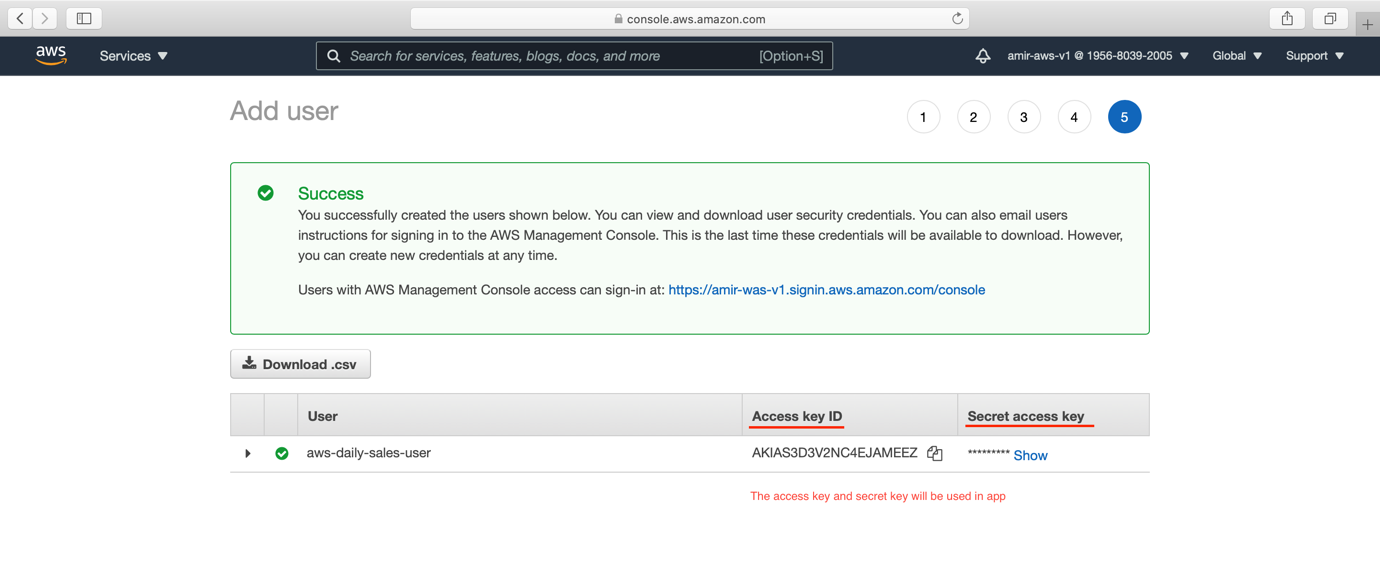 console.aws.amazon.com
aws
Services
Search for services, features, blogs, docs, and more [Option+S]
amir-aws-v1 @ 1956-8039-2005
Global
Support
Add user
1 2 3 4 5
Success
You successfully created the users shown below. You can view and download user security credentials. You can also email users
instructions for signing in to the AWS Management Console. This is the last time these credentials will be available to download. However,
you can create new credentials at any time.
Users with AWS Management Console access can sign-in at: https://amir-was-v1.signin.aws.amazon.com/console
Download .csv
User Access key ID Secret access key
aws-daily-sales-user AKIAS3D3V2NC4EJAMEEZ ********* Show
The access key and secret key will be used in app